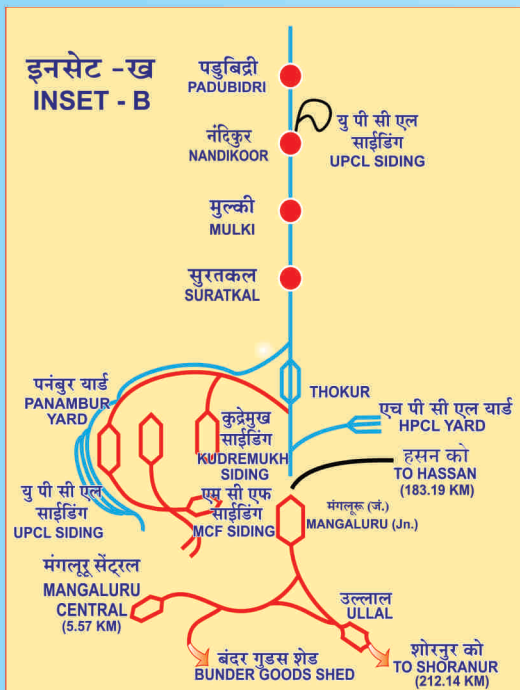 इनसेट -ख
INSET - B
पडुबिद्री
PADUBIDRI
नंदिकुर
NANDIKOOR
यु पी सी एल
साईडिंग
UPCL SIDING
मुल्की
MULKI
सुरतकल
SURATKAL
पनंबुर यार्ड
PANAMBUR
YARD
THOKUR
कुद्रेमुख
साईडिंग
KUDREMUKH
SIDING
एच पी सी एल यार्ड
HPCL YARD
हसन को
TO HASSAN
(183.19 KM)
यु पी सी एल
साईडिंग
UPCL SIDING
एम सी एफ
साईडिंग
MCF SIDING
मंगलूरू (जं.)
MANGALURU (Jn.)
मंगलूरू सेंट्रल
MANGALURU
CENTRAL
(5.57 KM)
उल्लाल
ULLAL
बंदर गुडस शेड
BUNDER GOODS SHED
शोरनुर को
TO SHORANUR
(212.14 KM)